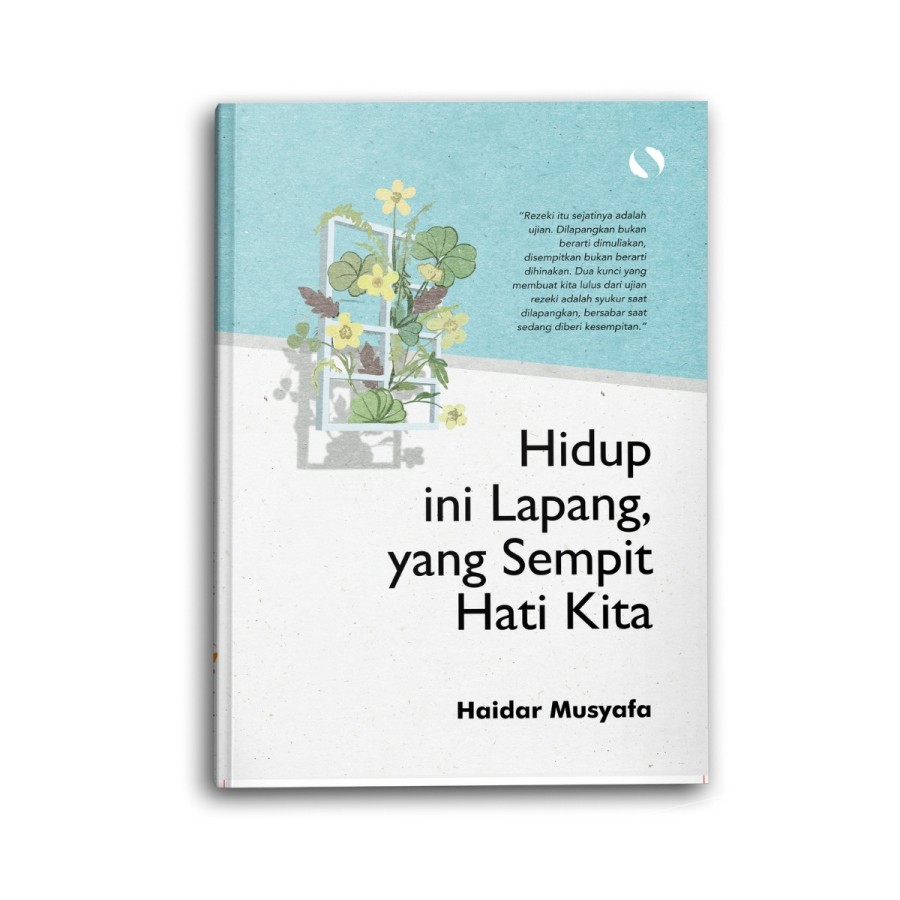 “Rezeki itu sejatinya adalah
ujian. Dilapangkan bukan
berarti dimuliakan,
disempitkan bukan berarti
dihinakan. Dua kunci yang
membuat kita lulus dari ujian
rezeki adalah syukur saat
dilapangkan, bersabar saat
sedang diberi kesempitan.”
Hidup
ini Lapang,
yang Sempit
Hati Kita
Haidar Musyafa